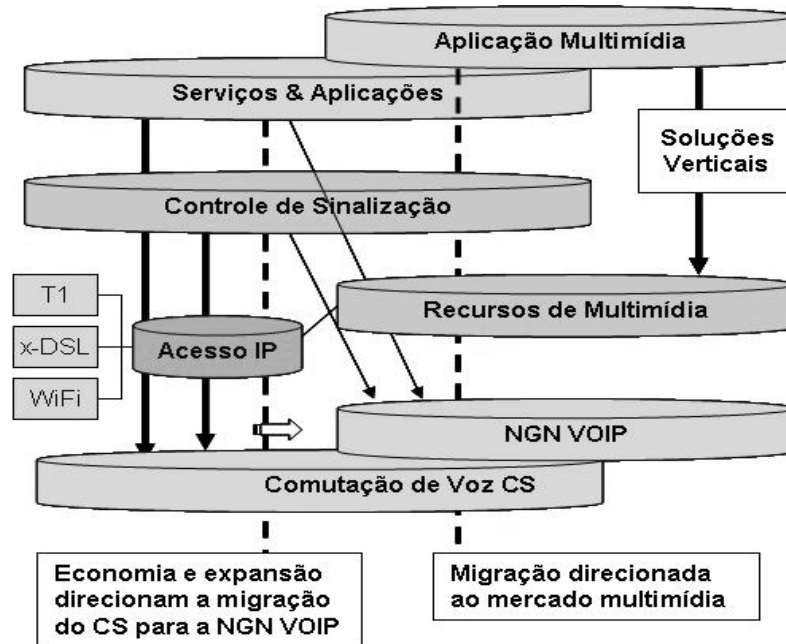 Aplicação Multimídia
Serviços & Aplicações
Soluções
Verticais
Controle de Sinalização
T1
x-DSL
WiFi
Acesso IP
Recursos de Multimídia
NGN VOIP
Comutação de Voz CS
Economia e expansão
direcionam a migração
do CS para a NGN VOIP
Migração direcionada
ao mercado multimídia